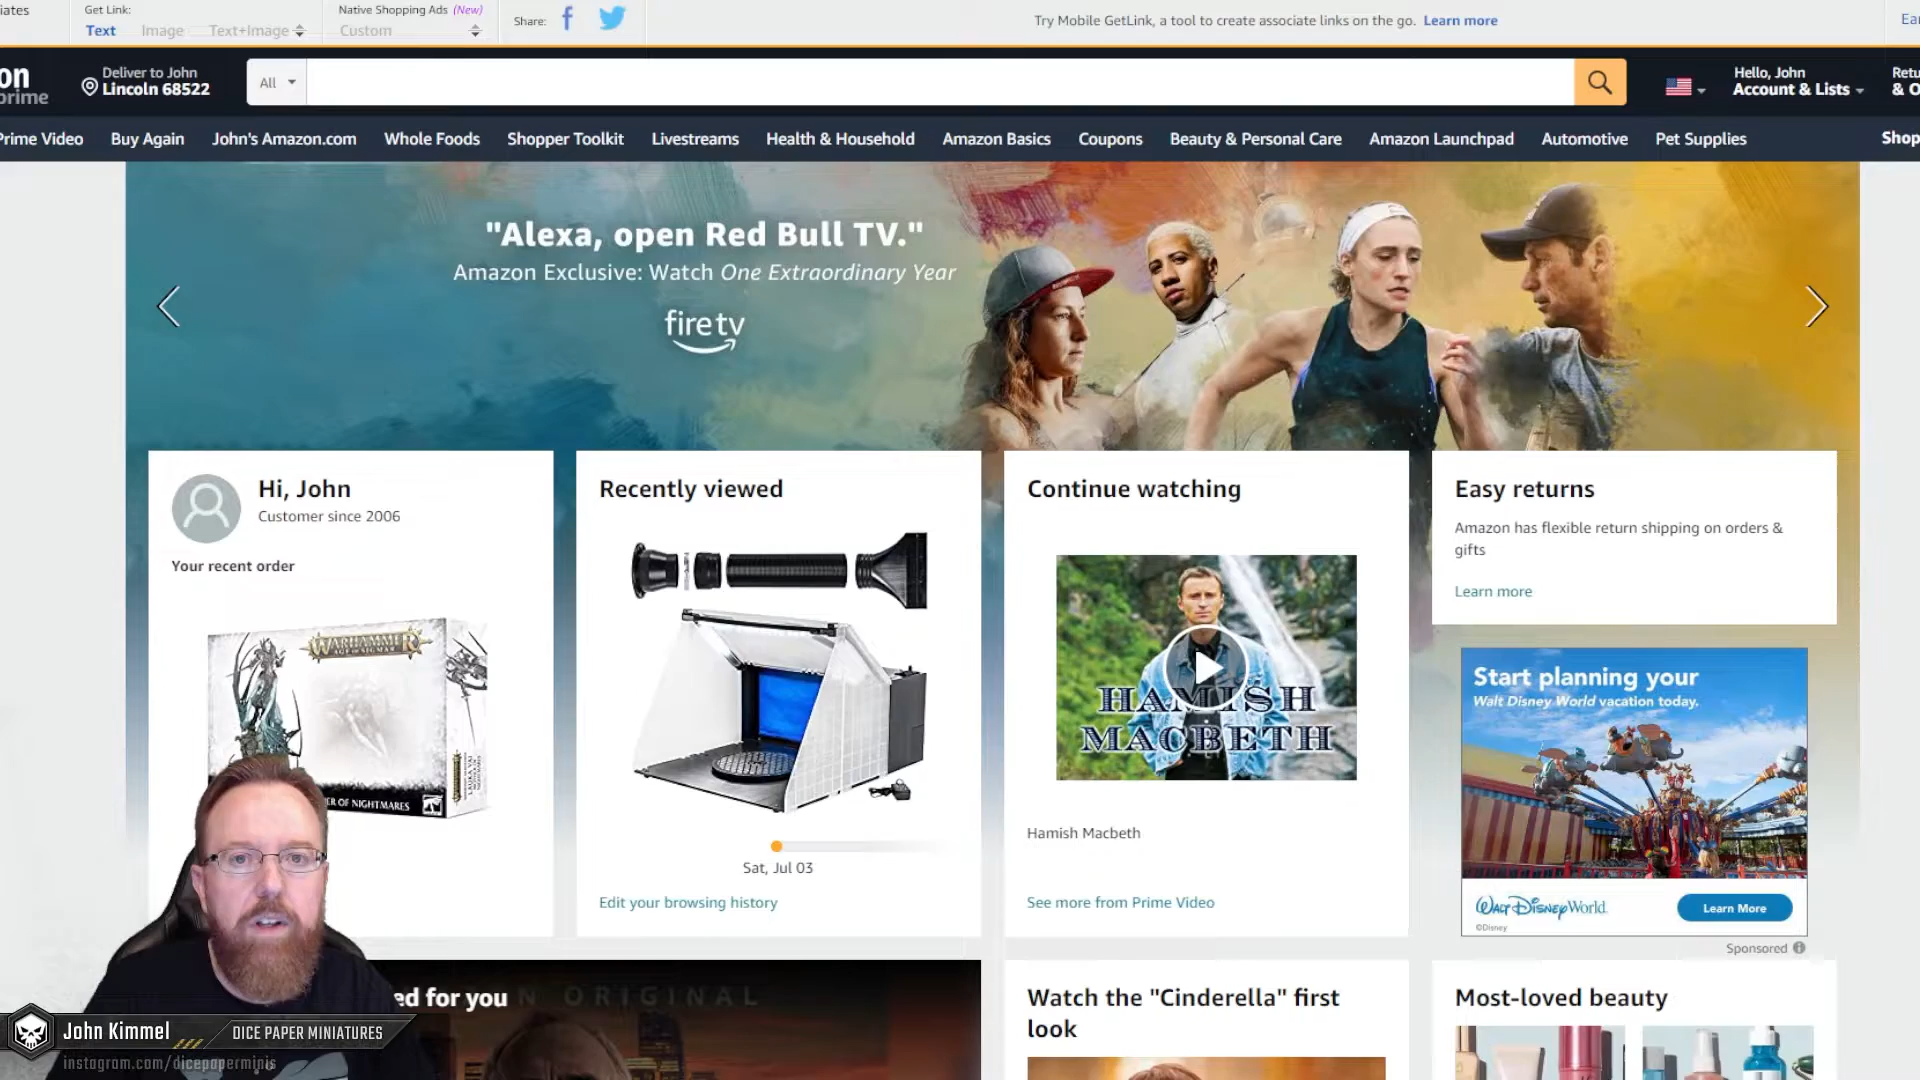 iates
Get Link:
Text
Image
Text+Image
Native Shopping Ads (New)
Custom
Share:
Try Mobile GetLink, a tool to create associate links on the go. Learn more
Ear
on
prime
Deliver to John
Lincoln 68522
All
Hello, John
Account & Lists
Retu
& O
Prime Video
Buy Again
John's Amazon.com
Whole Foods
Shopper Toolkit
Livestreams
Health & Household
Amazon Basics
Coupons
Beauty & Personal Care
Amazon Launchpad
Automotive
Pet Supplies
Shop
"Alexa, open Red Bull TV."
Amazon Exclusive: Watch One Extraordinary Year
fire tv
Hi, John
Customer since 2006
Your recent order
WARHAMMER
AGE OF SIGMAR
ER OF NIGHTMARES
Recently viewed
Sat, Jul 03
Edit your browsing history
Continue watching
HAMISH
MACBETH
Hamish Macbeth
See more from Prime Video
Easy returns
Amazon has flexible return shipping on orders &
gifts
Learn more
Start planning your
Walt Disney World vacation today.
Walt Disney World
©Disney
Learn More
Sponsored
ed for you
N ORIGINAL
Watch the "Cinderella" first
look
Most-loved beauty
John Kimmel
DICE PAPER MINIATURES
instagram.com/dicepaperminis